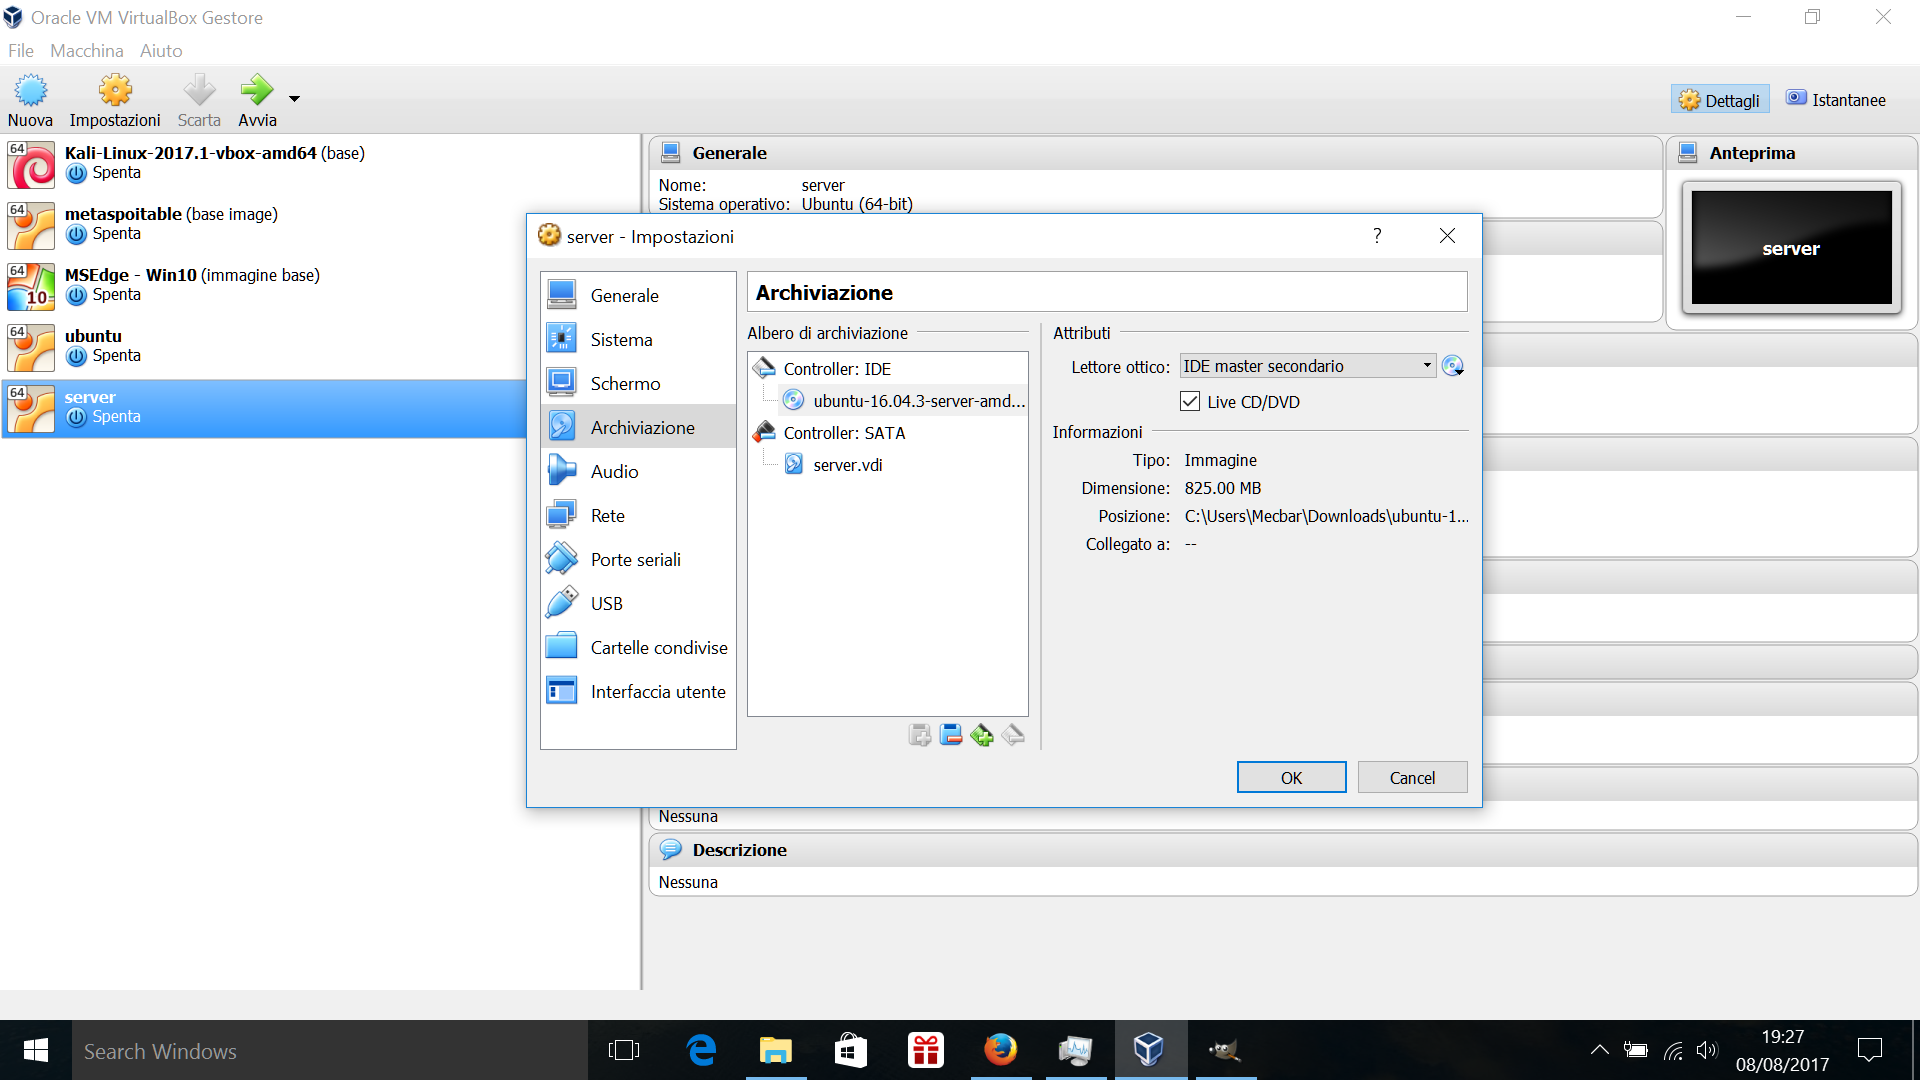 Oracle VM VirtualBox Gestore
File Macchina Aiuto
Nuova Impostazioni Scarta Avvia
Dettagli Istantanee
64 Kali-Linux-2017.1-vbox-amd64 (base)
Spenta
64 metaspoitable (base image)
Spenta
64 MSEdge - Win10 (immagine base)
10 Spenta
64 ubuntu
Spenta
64 server
Spenta
Generale
Nome: server
Sistema operativo: Ubuntu (64-bit)
Anteprima
server
server - Impostazioni
?
Generale
Sistema
Schermo
Archiviazione
Audio
Rete
Porte seriali
USB
Cartelle condivise
Interfaccia utente
Archiviazione
Albero di archiviazione
Controller: IDE
ubuntu-16.04.3-server-amd...
Controller: SATA
server.vdi
Attributi
Lettore ottico: IDE master secondario
Live CD/DVD
Informazioni
Tipo: Immagine
Dimensione: 825.00 MB
Posizione: C:\Users\Mecbar\Downloads\ubuntu-1...
Collegato a: --
OK Cancel
Nessuna
Descrizione
Nessuna
Search Windows
19:27
08/08/2017